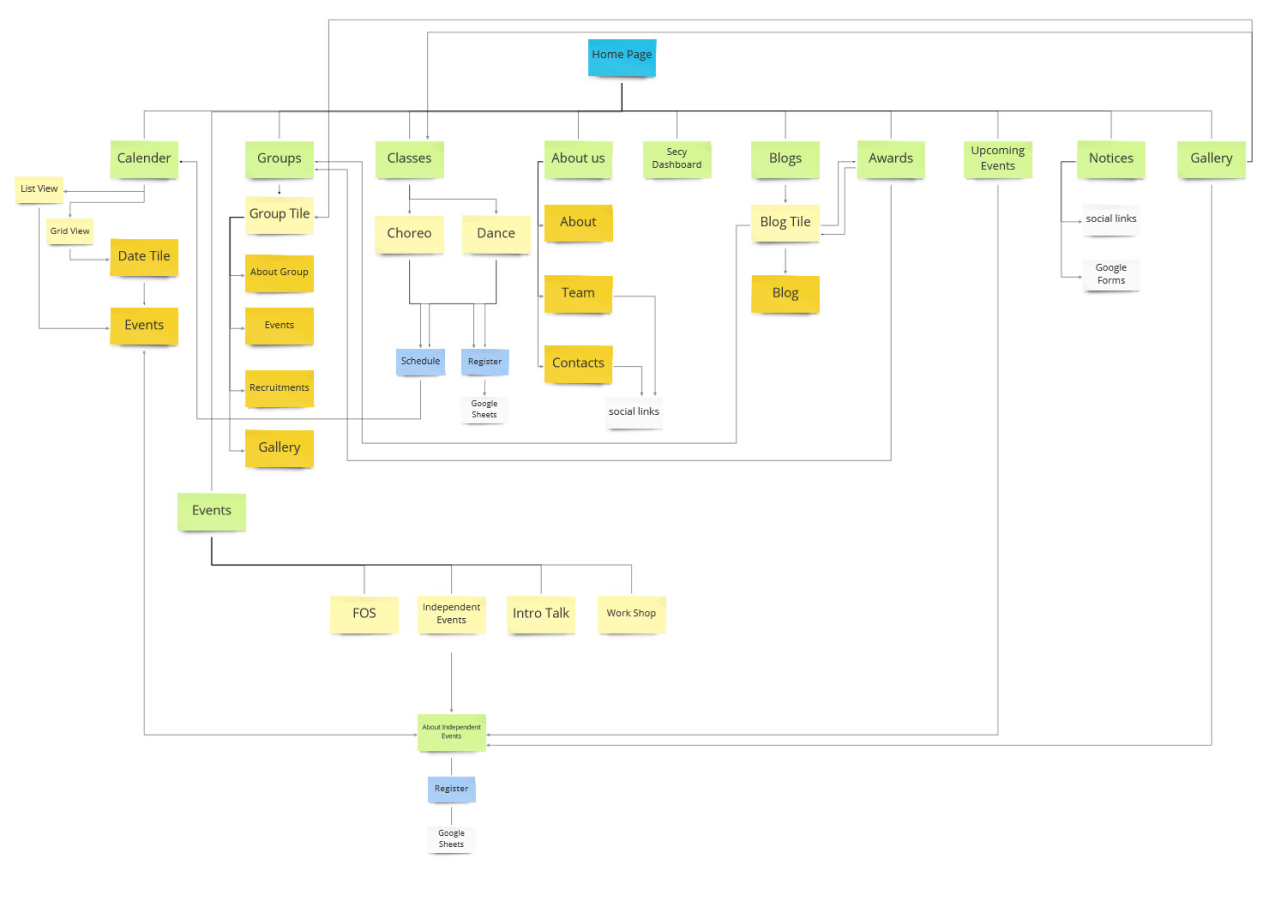 Home Page
Calender
Groups
Classes
About us
Secy
Dashboard
Blogs
Awards
Upcoming
Events
Notices
Gallery
List View
Grid View
Group Tile
Choreo
Dance
About
Blog Tile
social links
Date Tile
About Group
Team
Blog
Google
Forms
Events
Events
Schedule
Register
Contacts
Recruitments
Google
Sheets
social links
Gallery
Events
FOS
Independent
Events
Intro Talk
Work Shop
About Independent
Events
Register
Google
Sheets